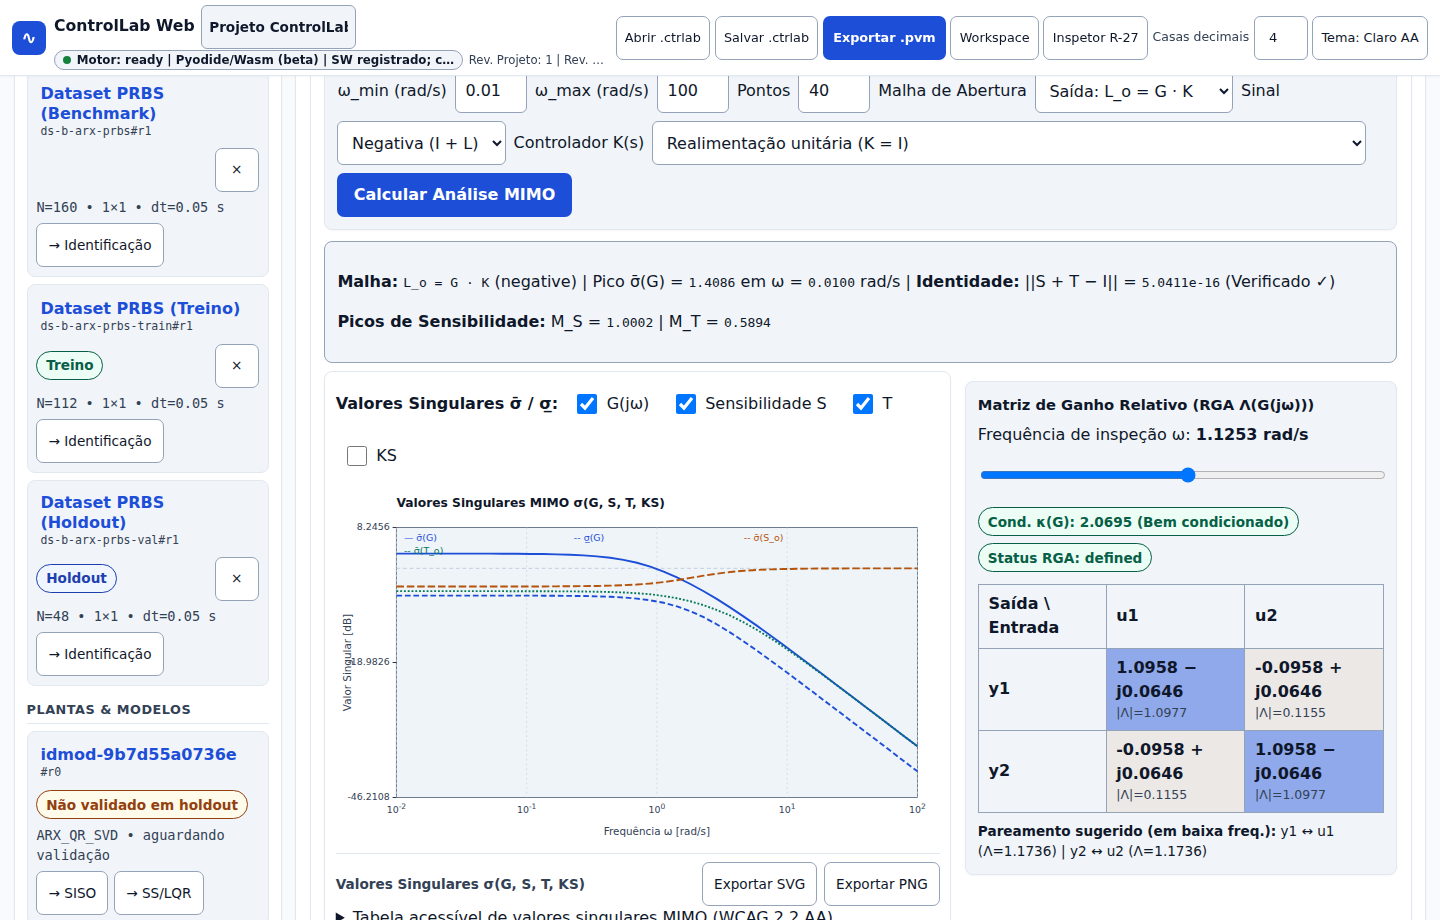 ∿
ControlLab Web
Projeto ControlLab
Motor: ready | Pyodide/Wasm (beta) | SW registrado; c…
Rev. Projeto: 1 | Rev. …
Abrir .ctrlab
Salvar .ctrlab
Exportar .pvm
Workspace
Inspetor R-27
Casas decimais
4
Tema: Claro AA
Dataset PRBS (Benchmark)
ds-b-arx-prbs#r1
×
N=160 • 1×1 • dt=0.05 s
→ Identificação
Dataset PRBS (Treino)
ds-b-arx-prbs-train#r1
Treino
×
N=112 • 1×1 • dt=0.05 s
→ Identificação
Dataset PRBS (Holdout)
ds-b-arx-prbs-val#r1
Holdout
×
N=48 • 1×1 • dt=0.05 s
→ Identificação
PLANTAS & MODELOS
idmod-9b7d55a0736e
#r0
Não validado em holdout
ARX_QR_SVD • aguardando validação
→ SISO
→ SS/LQR
ω_min (rad/s) 0.01 ω_max (rad/s) 100 Pontos 40 Malha de Abertura Saída: L_o = G · K Sinal
Negativa (I + L) Controlador K(s) Realimentação unitária (K = I)
Calcular Análise MIMO
Malha: L_o = G · K (negative) | Pico σ̄(G) = 1.4086 em ω = 0.0100 rad/s | Identidade: ||S + T − I|| = 5.0411e-16 (Verificado ✓)
Picos de Sensibilidade: M_S = 1.0002 | M_T = 0.5894
Valores Singulares σ̄ / σ̲: G(jω) Sensibilidade S T
KS
Valores Singulares MIMO σ(G, S, T, KS)
8.2456
— σ̄(G)
-- σ̲(G)
-- σ̄(S_o)
-- σ̄(T_o)
-18.9826
-46.2108
Valor Singular [dB]
10-2
10-1
100
101
102
Frequência ω [rad/s]
Valores Singulares σ(G, S, T, KS)
Exportar SVG
Exportar PNG
▶ Tabela acessível de valores singulares MIMO (WCAG 2.2 AA)
Matriz de Ganho Relativo (RGA Λ(G(jω)))
Frequência de inspeção ω: 1.1253 rad/s
Cond. κ(G): 2.0695 (Bem condicionado)
Status RGA: defined
Saída \ Entrada
u1
u2
y1
1.0958 − j0.0646
|Λ|=1.0977
-0.0958 + j0.0646
|Λ|=0.1155
y2
-0.0958 + j0.0646
|Λ|=0.1155
1.0958 − j0.0646
|Λ|=1.0977
Pareamento sugerido (em baixa freq.): y1 ↔ u1
(Λ=1.1736) | y2 ↔ u2 (Λ=1.1736)